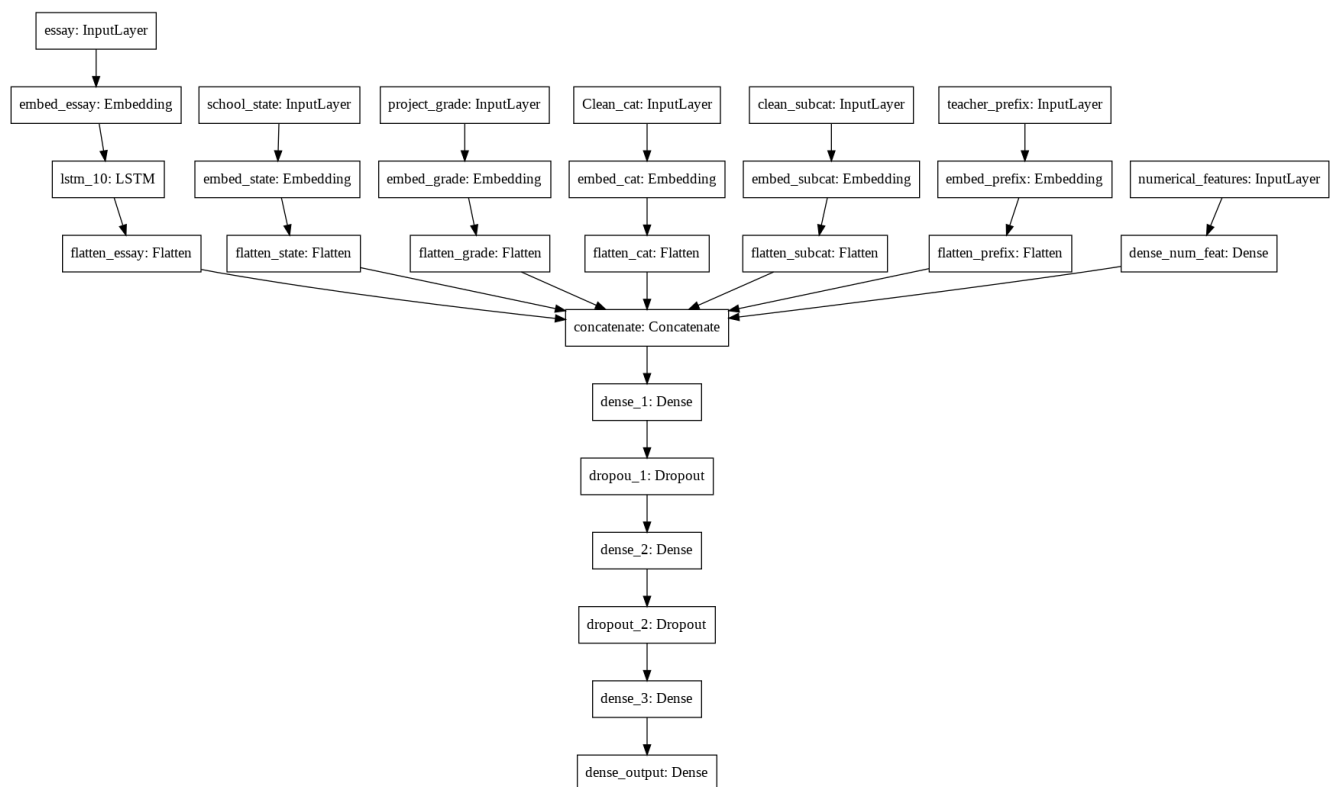 essay: InputLayer
embed_essay: Embedding
school_state: InputLayer
project_grade: InputLayer
Clean_cat: InputLayer
clean_subcat: InputLayer
teacher_prefix: InputLayer
lstm_10: LSTM
embed_state: Embedding
embed_grade: Embedding
embed_cat: Embedding
embed_subcat: Embedding
embed_prefix: Embedding
numerical_features: InputLayer
flatten_essay: Flatten
flatten_state: Flatten
flatten_grade: Flatten
flatten_cat: Flatten
flatten_subcat: Flatten
flatten_prefix: Flatten
dense_num_feat: Dense
concatenate: Concatenate
dense_1: Dense
dropou_1: Dropout
dense_2: Dense
dropout_2: Dropout
dense_3: Dense
dense_output: Dense